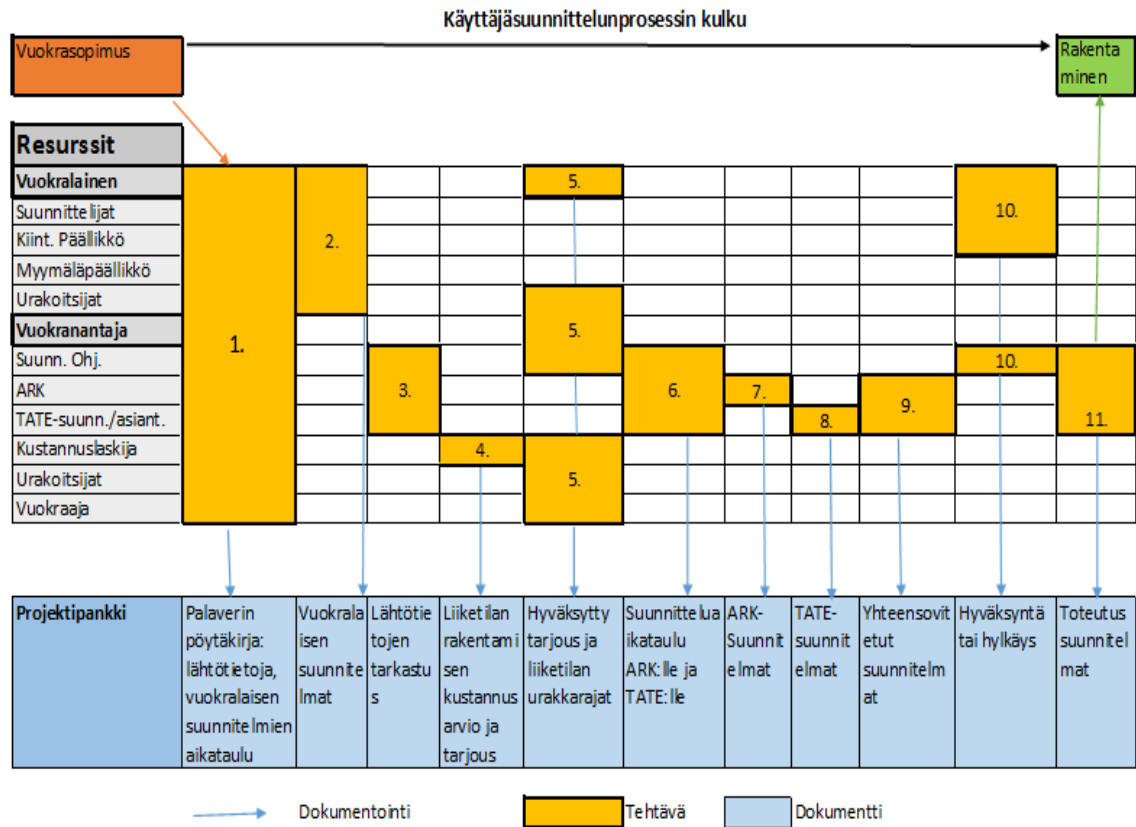 Käyttäjäsuunnittelunprosessin kulku
Vuokrasopimus
Rakenta
minen
Resurssit
Vuokralainen
Suunnittelijat
Kiint. Päällikkö
Myymäläpäällikkö
Urakoitsijat
Vuokranantaja
Suunn. Ohj.
ARK
TATE-suunn./asiant.
Kustannuslaskija
Urakoitsijat
Vuokraaja
1.
2.
3.
4.
5.
5.
5.
6.
7.
8.
9.
10.
10.
11.
Projektipankki
Palaverin
pöytäkirja:
lähtötietoja,
vuokralaisen
suunnitelmien
aikataulu
Vuokrala
isen
suunnite
lmat
Lähtötie
tojen
tarkastu
s
Liiketilan
rakentami
sen
kustannus
arvio ja
tarjous
Hyväksytty
tarjous ja
liiketilan
urakkarajat
Suunnittelua
ikataulu
ARK:lle ja
TATE:lle
ARK-
Suunnit
elmat
TATE-
suunnit
elmat
Yhteensovit
etut
suunnitelm
at
Hyväksyntä
tai hylkäys
Toteutus
suunnitel
mat
Dokumentointi
Tehtävä
Dokumentti